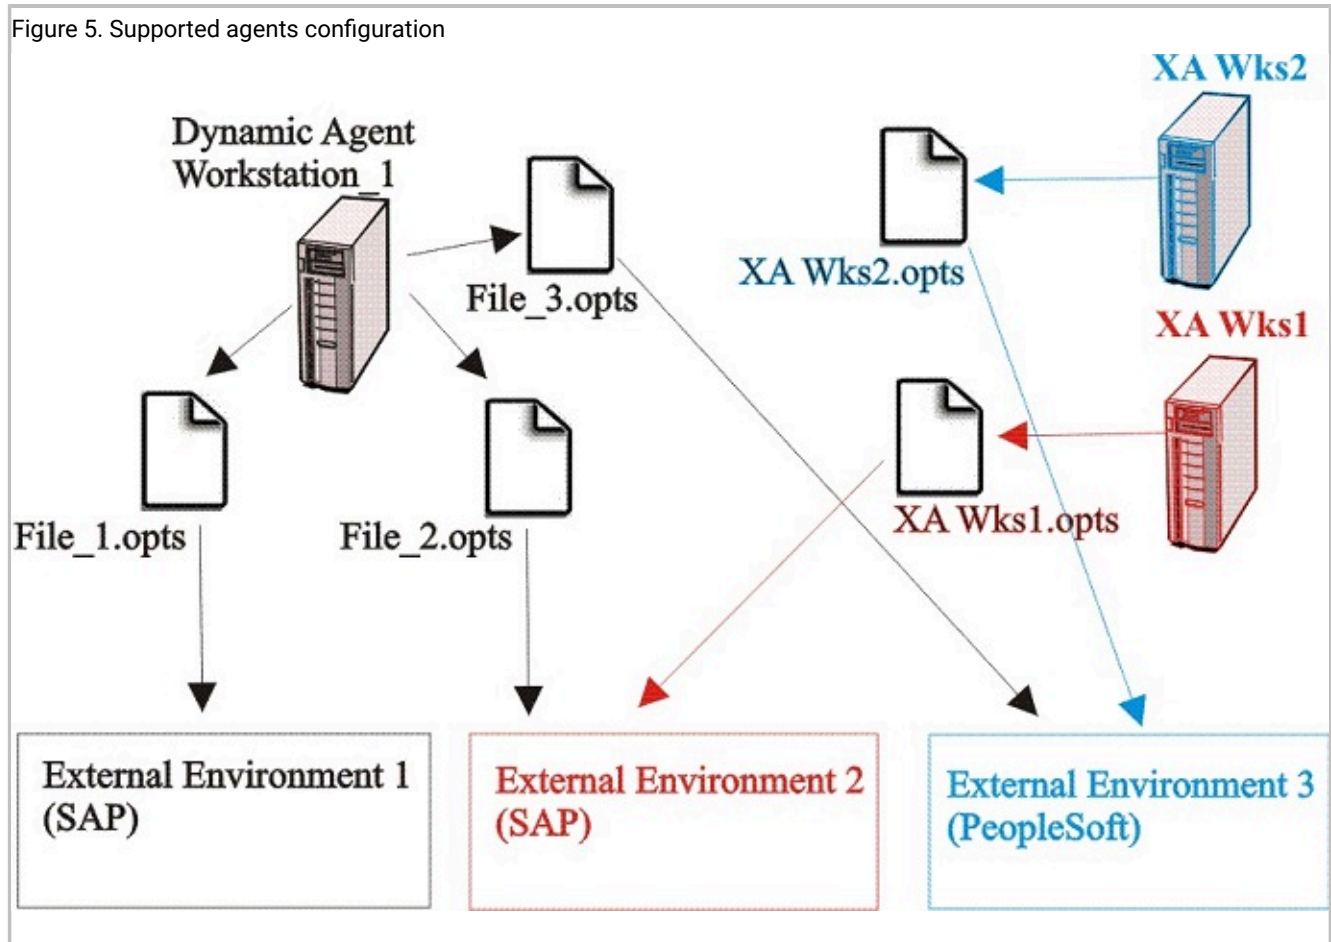 Figure 5. Supported agents configuration
XA Wks2
Dynamic Agent
Workstation_1
XA Wks2.opts
File_3.opts
XA Wks1
XA Wks1.opts
File_1.opts
File_2.opts
External Environment 1
(SAP)
External Environment 2
(SAP)
External Environment 3
(PeopleSoft)